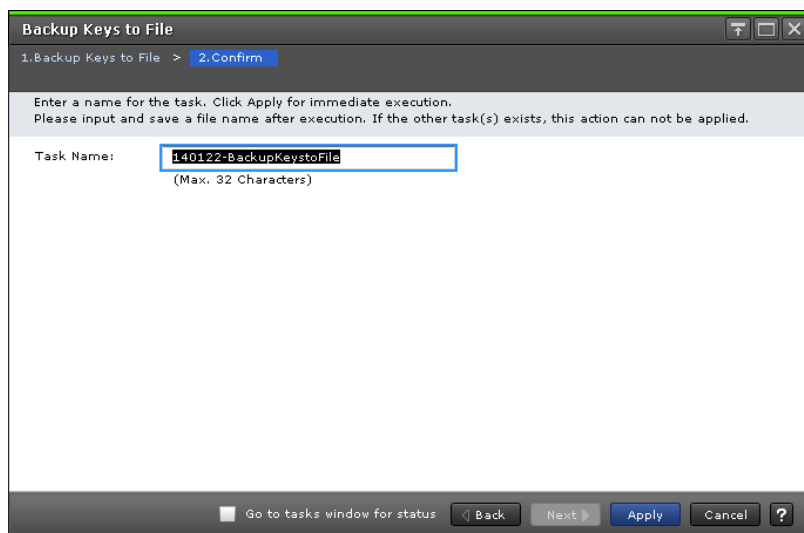 Backup Keys to File
1.Backup Keys to File > 2.Confirm
Enter a name for the task. Click Apply for immediate execution.
Please input and save a file name after execution. If the other task(s) exists, this action can not be applied.
Task Name: 140122-BackupKeystoFile
(Max. 32 Characters)
Go to tasks window for status Back Next Apply Cancel ?